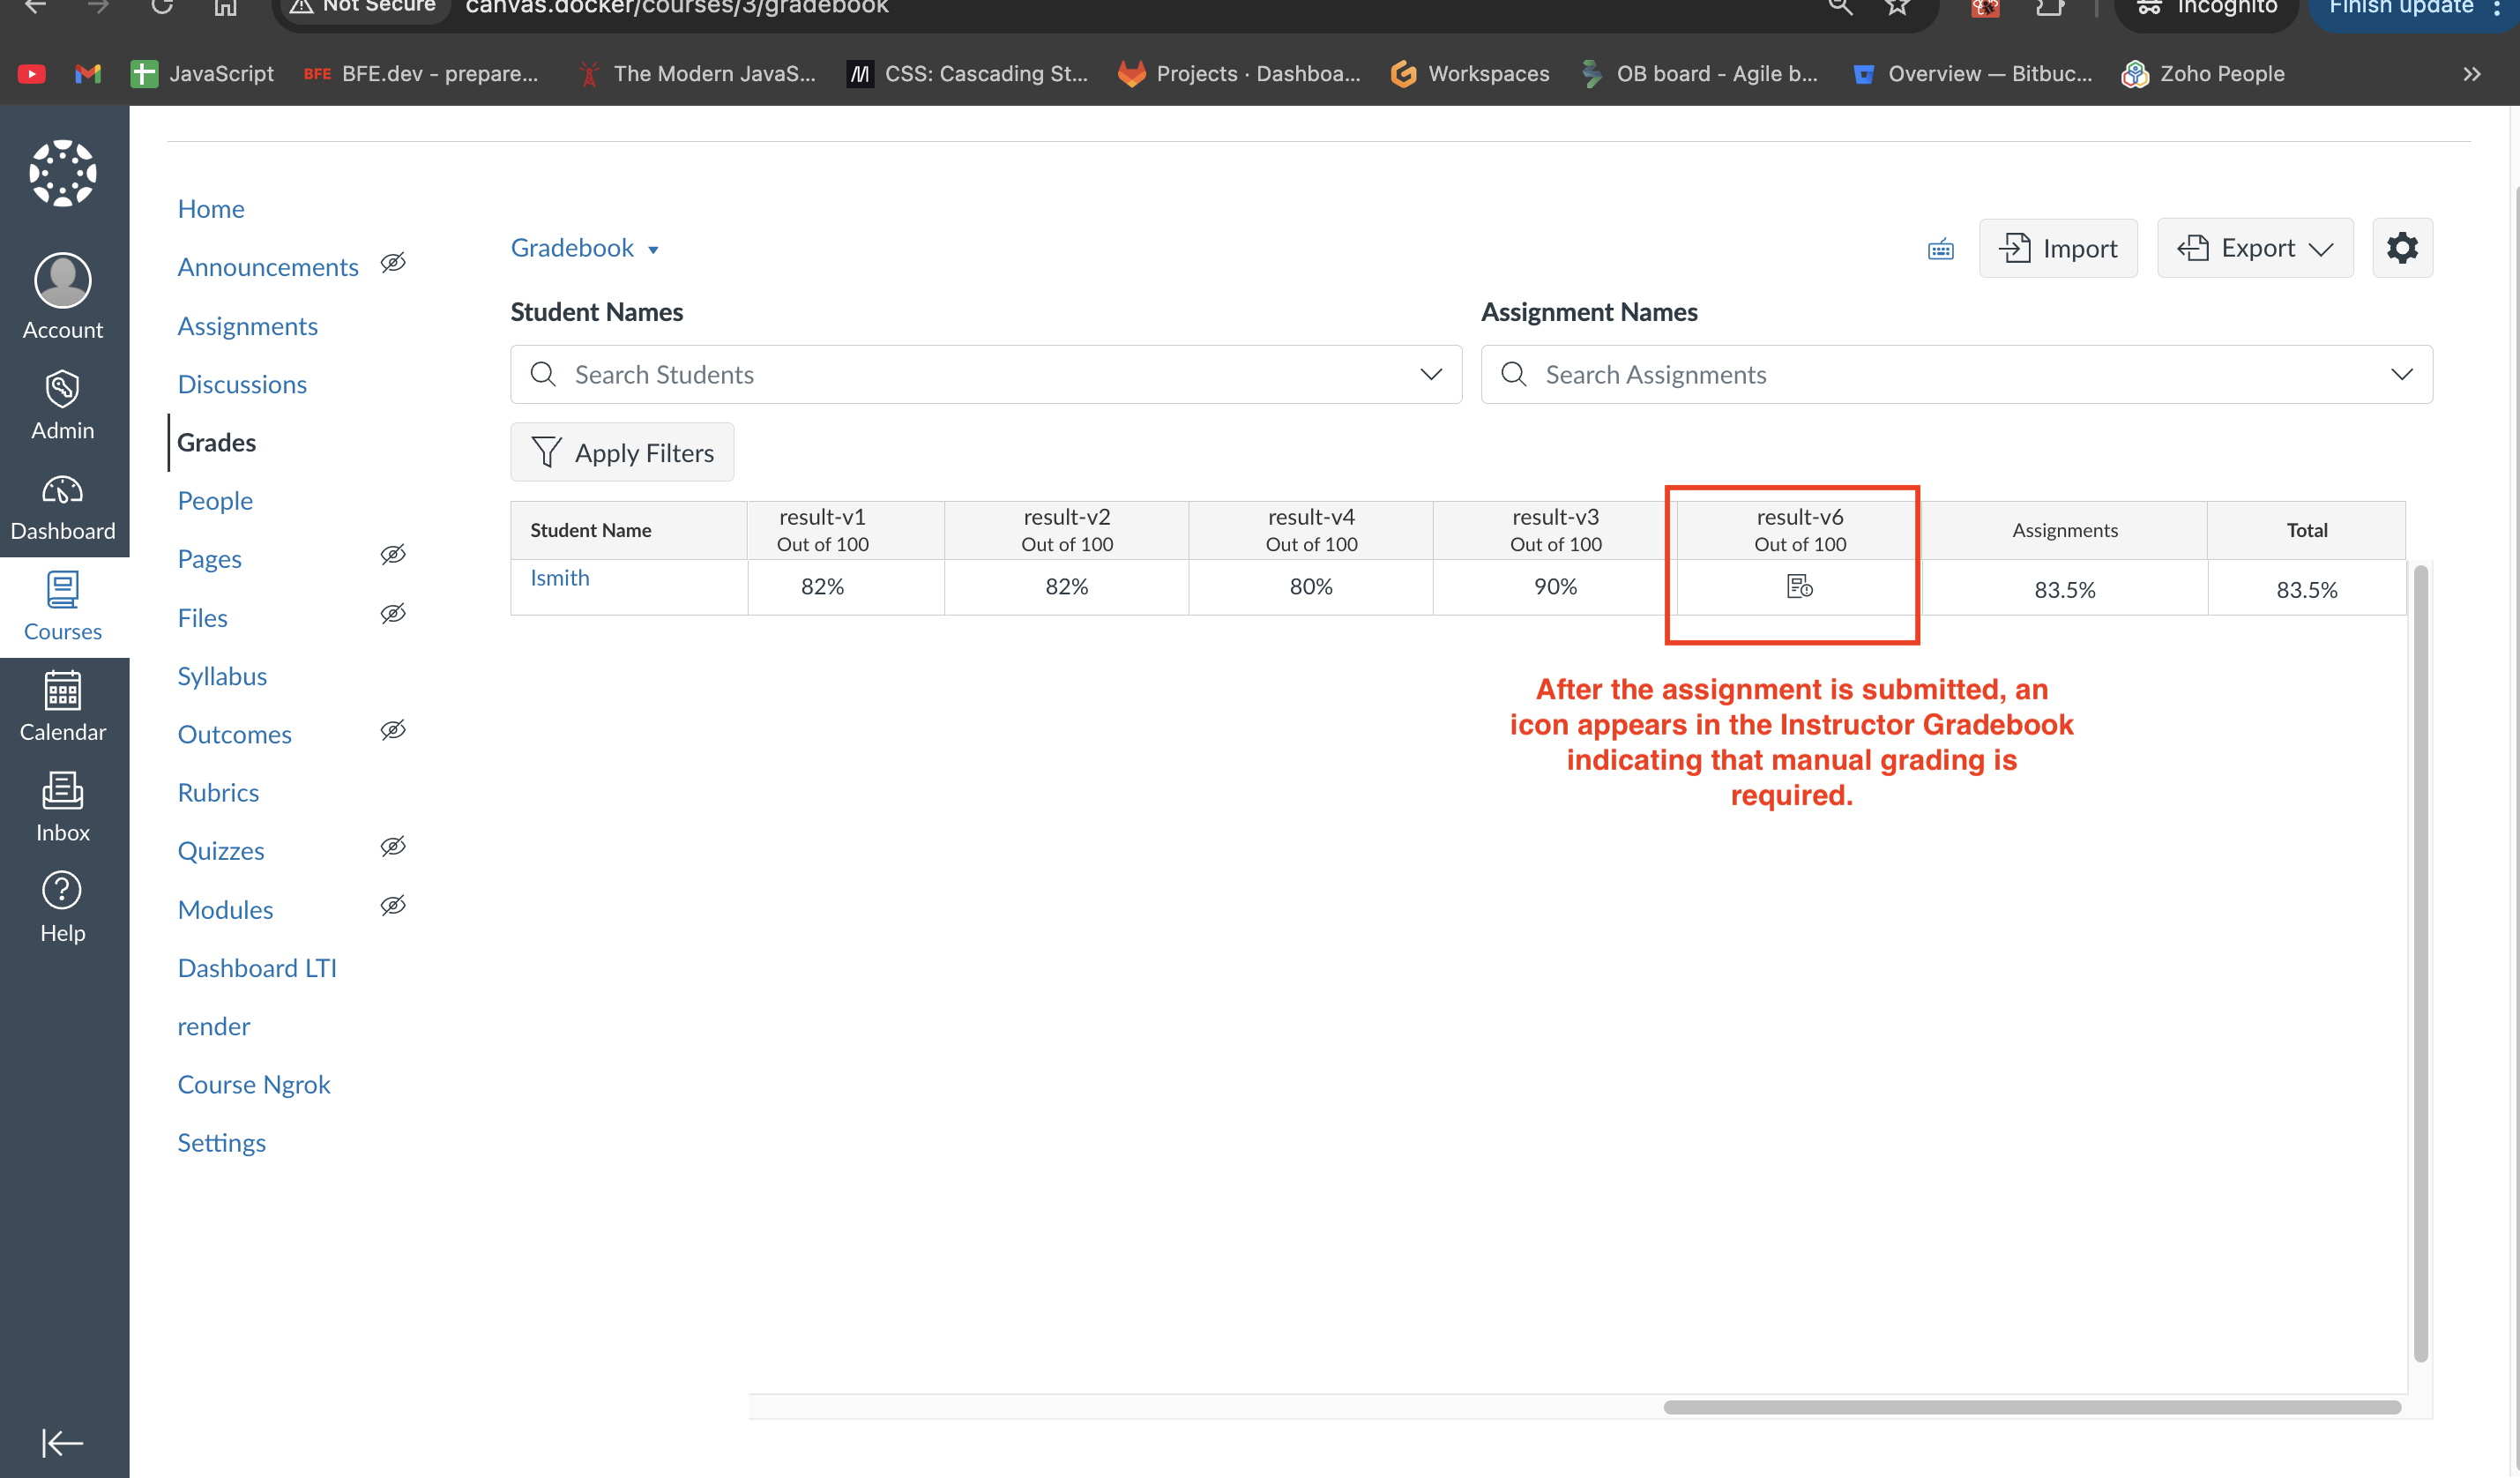 Not Secure
canvas.docker/courses/3/gradebook
Incognito
Finish update
JavaScript
BFE BFE.dev - prepare...
The Modern JavaS...
CSS: Cascading St...
Projects · Dashboa...
Workspaces
OB board - Agile b...
Overview — Bitbuc...
Zoho People
Account
Admin
Dashboard
Courses
Calendar
Inbox
Help
Home
Announcements
Assignments
Discussions
Grades
People
Pages
Files
Syllabus
Outcomes
Rubrics
Quizzes
Modules
Dashboard LTI
render
Course Ngrok
Settings
Gradebook
Import
Export
Student Names
Assignment Names
Search Students
Search Assignments
Apply Filters
Student Name result-v1 result-v2 result-v4 result-v3 result-v6 Assignments Total
Out of 100 Out of 100 Out of 100 Out of 100 Out of 100
Ismith 82% 82% 80% 90% 83.5% 83.5%
After the assignment is submitted, an
icon appears in the Instructor Gradebook
indicating that manual grading is
required.